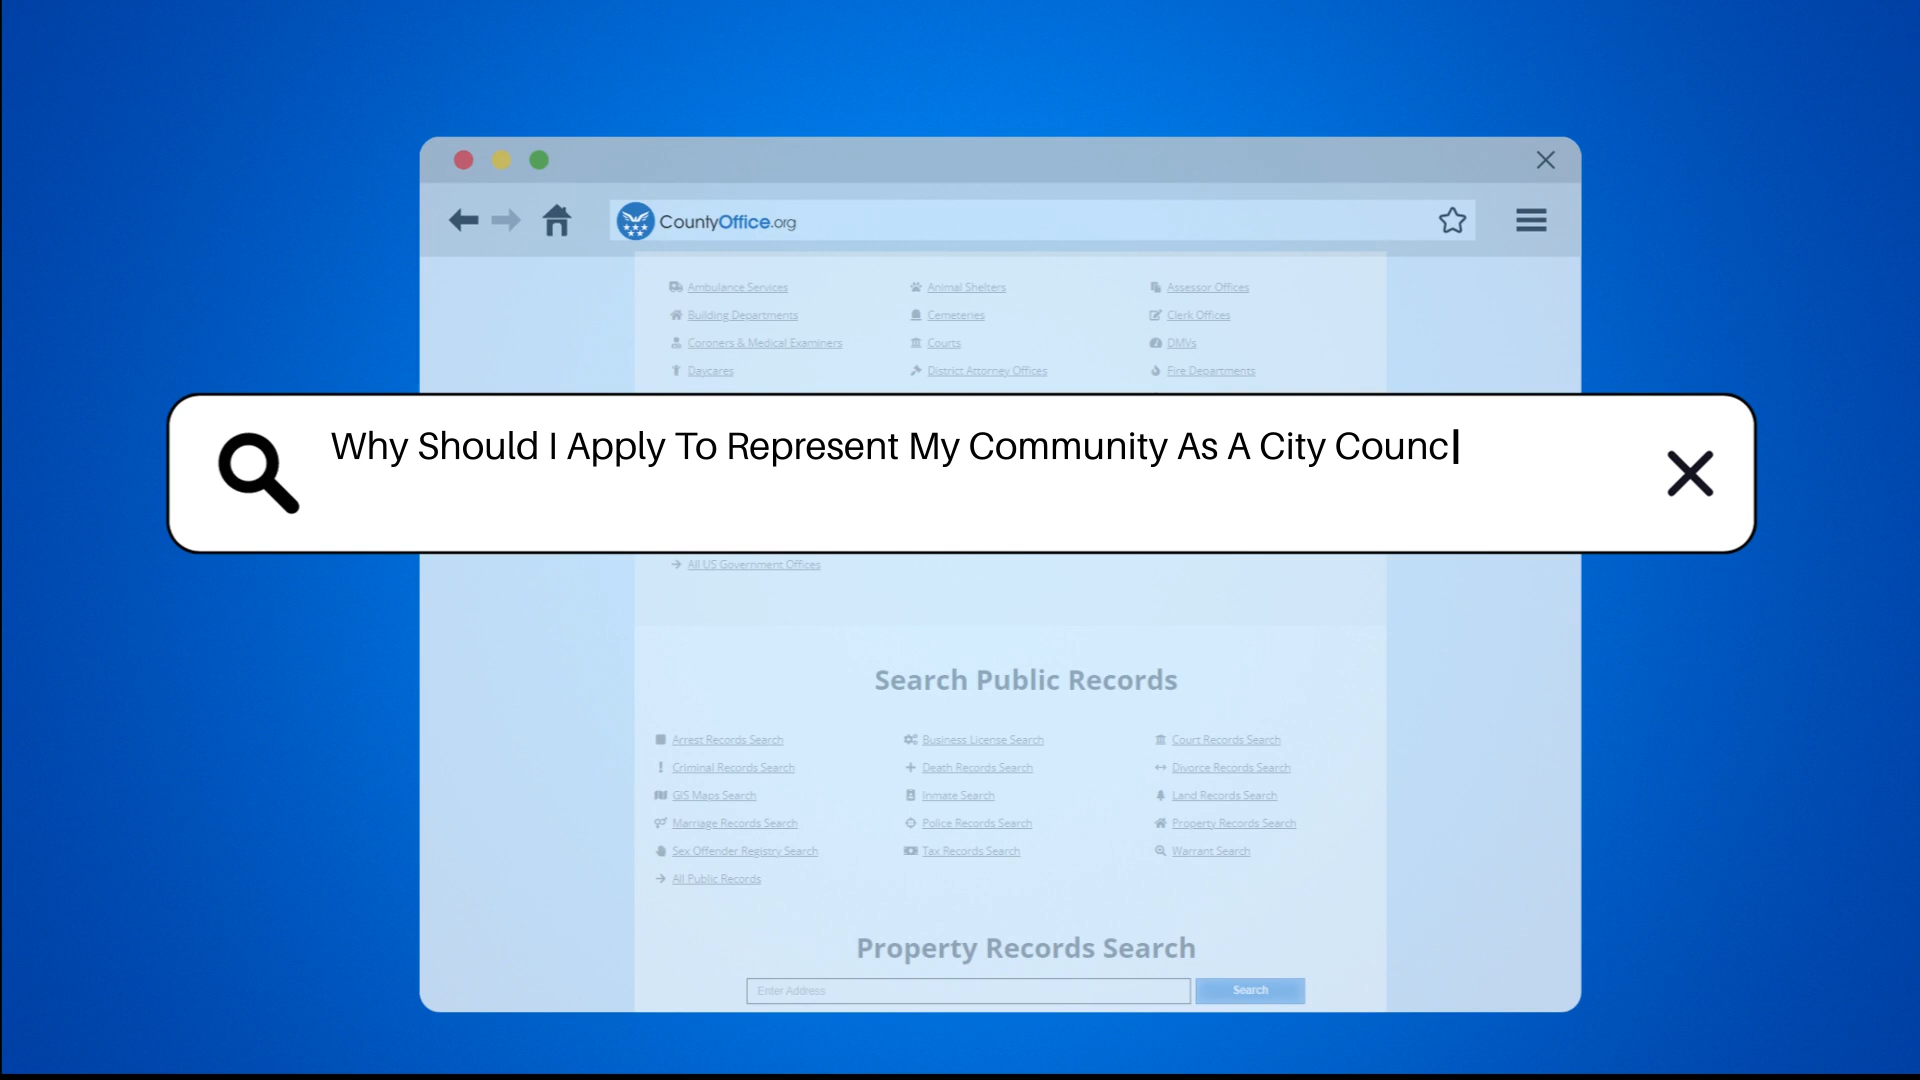 CountyOffice.org
Ambulance Services Animal Shelters Assessor Offices
Building Departments Cemeteries Clerk Offices
Coroners & Medical Examiners Courts DMVs
Daycares District Attorney Offices Fire Departments
Why Should I Apply To Represent My Community As A City Counc
All US Government Offices
Search Public Records
Arrest Records Search Business License Search Court Records Search
Criminal Records Search Death Records Search Divorce Records Search
GIS Maps Search Inmate Search Land Records Search
Marriage Records Search Police Records Search Property Records Search
Sex Offender Registry Search Tax Records Search Warrant Search
All Public Records
Property Records Search
Enter Address Search